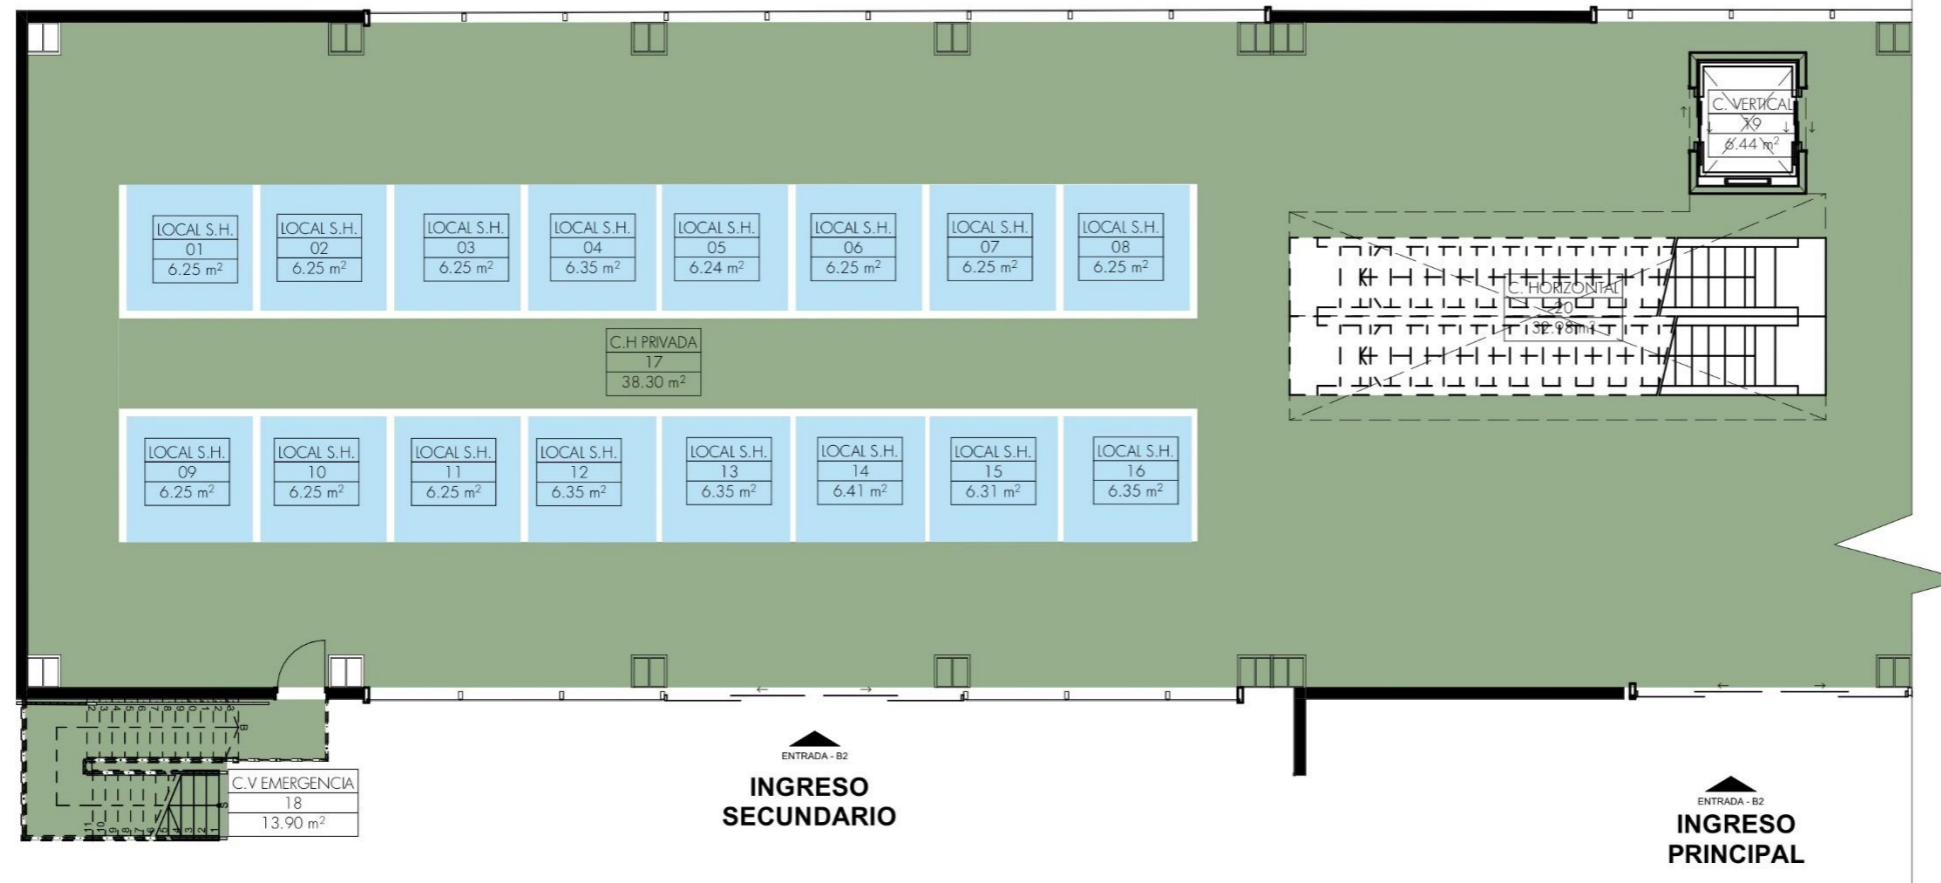 C. VERTICAL
19
6.44 m²
LOCAL S.H.
01
6.25 m²
LOCAL S.H.
02
6.25 m²
LOCAL S.H.
03
6.25 m²
LOCAL S.H.
04
6.35 m²
LOCAL S.H.
05
6.24 m²
LOCAL S.H.
06
6.25 m²
LOCAL S.H.
07
6.25 m²
LOCAL S.H.
08
6.25 m²
C. HORIZONTAL
20
32.98 m²
C.H PRIVADA
17
38.30 m²
LOCAL S.H.
09
6.25 m²
LOCAL S.H.
10
6.25 m²
LOCAL S.H.
11
6.25 m²
LOCAL S.H.
12
6.35 m²
LOCAL S.H.
13
6.35 m²
LOCAL S.H.
14
6.41 m²
LOCAL S.H.
15
6.31 m²
LOCAL S.H.
16
6.35 m²
C.V EMERGENCIA
18
13.90 m²
ENTRADA - B2
INGRESO
SECUNDARIO
ENTRADA - B2
INGRESO
PRINCIPAL